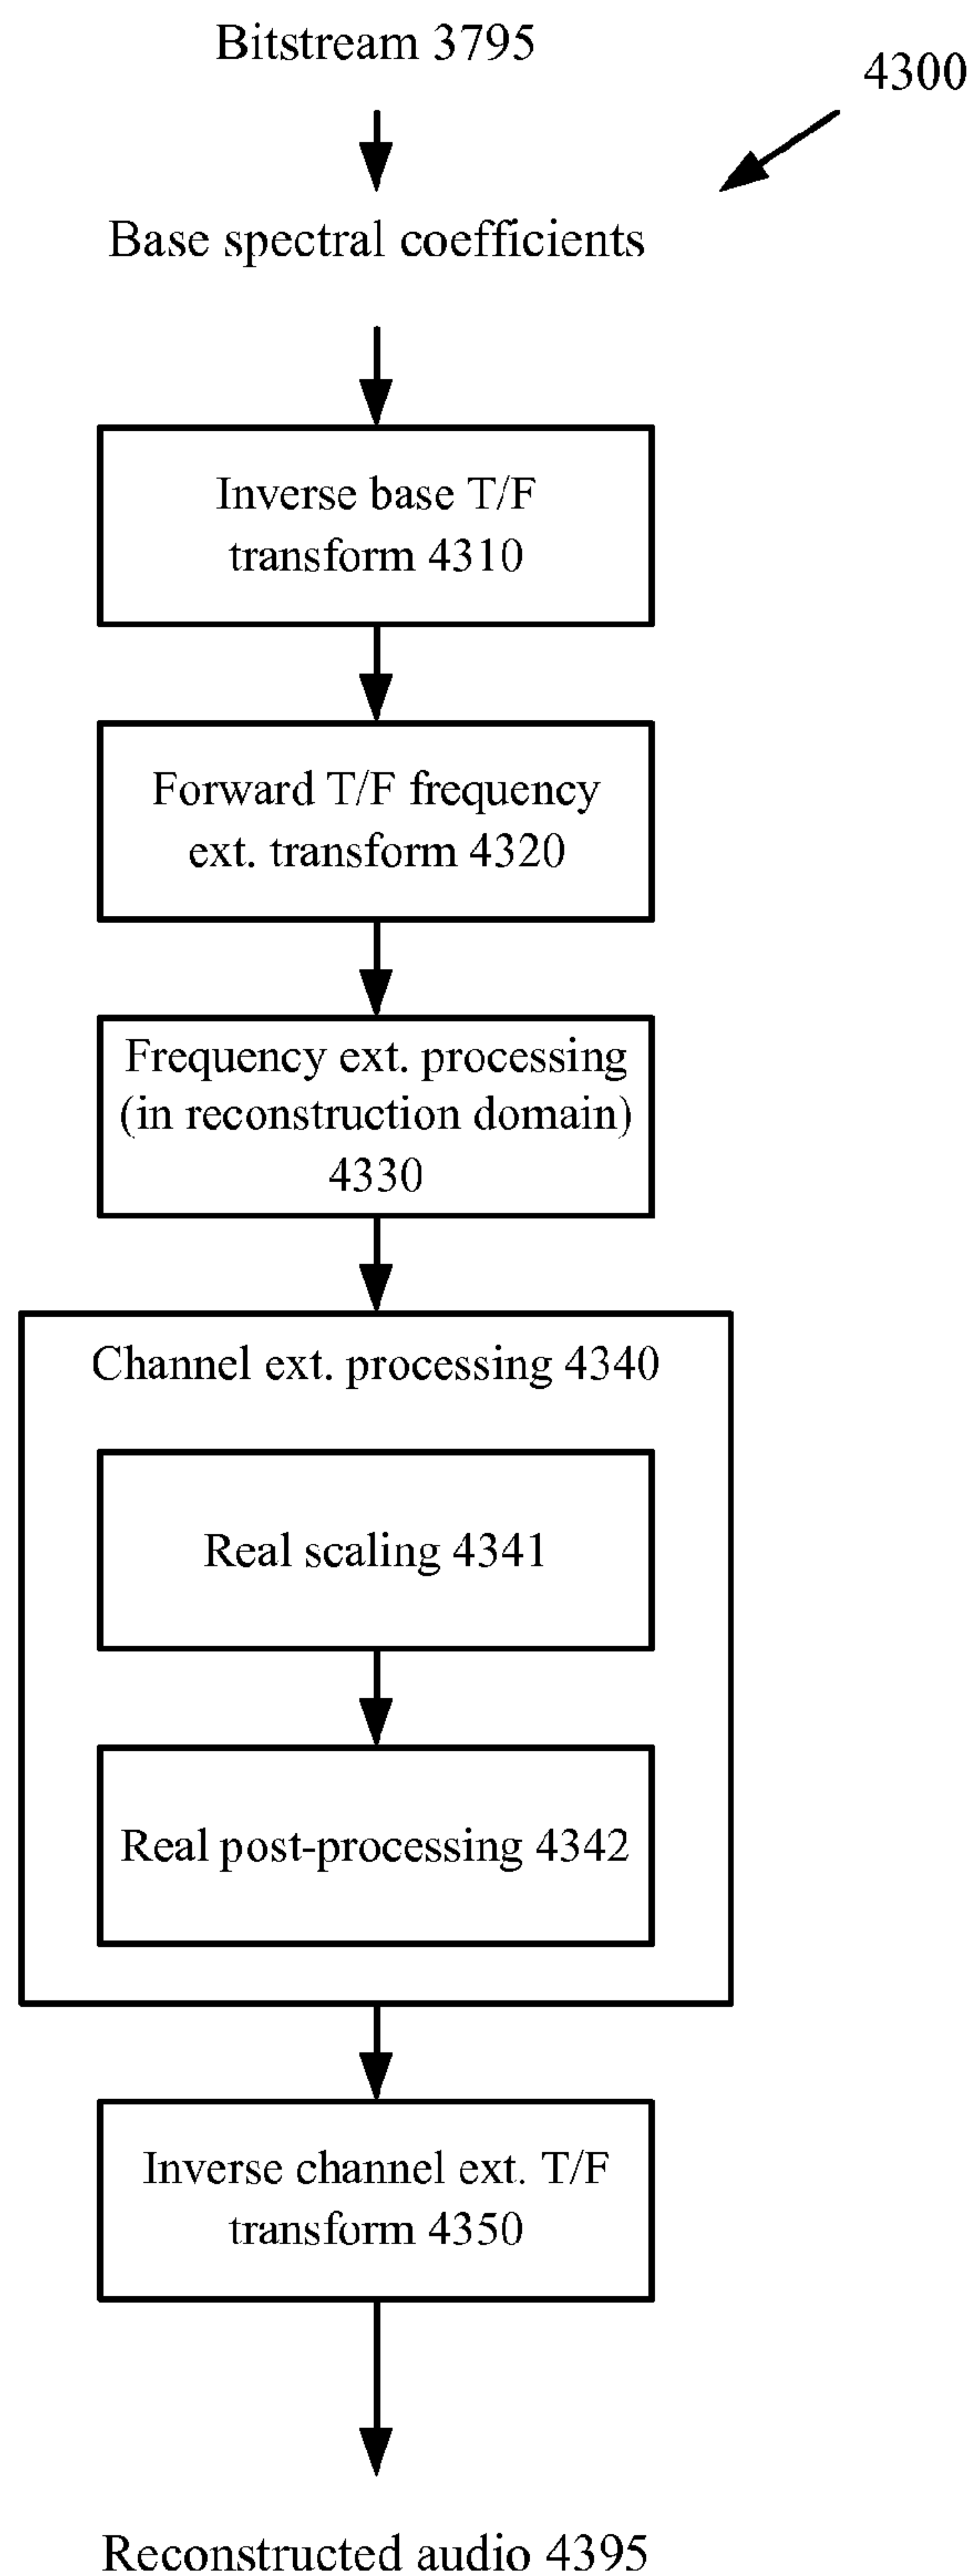 Bitstream 3795
4300
Base spectral coefficients
Inverse base T/F
transform 4310
Forward T/F frequency
ext. transform 4320
Frequency ext. processing
(in reconstruction domain)
4330
Channel ext. processing 4340
Real scaling 4341
Real post-processing 4342
Inverse channel ext. T/F
transform 4350
Reconstructed audio 4395